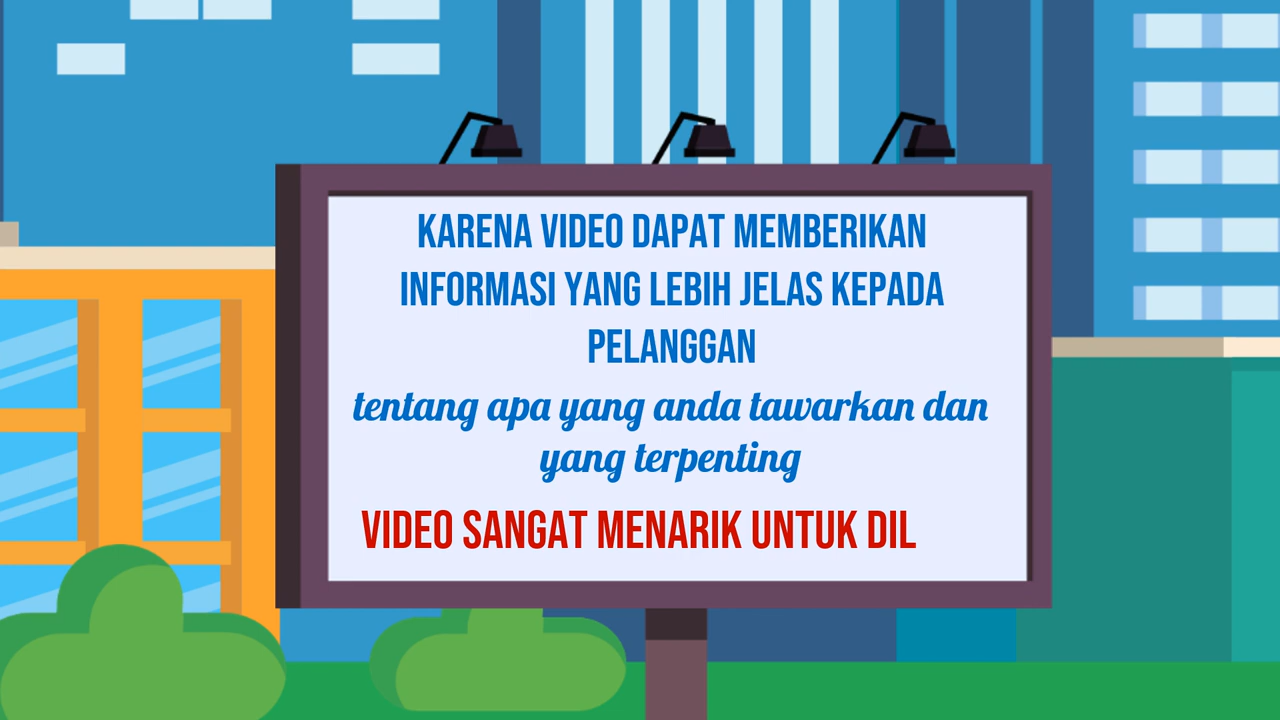 KARENA VIDEO DAPAT MEMBERIKAN
INFORMASI YANG LEBIH JELAS KEPADA
PELANGGAN
tentang apa yang anda tawarkan dan
yang terpenting
VIDEO SANGAT MENARIK UNTUK DIL